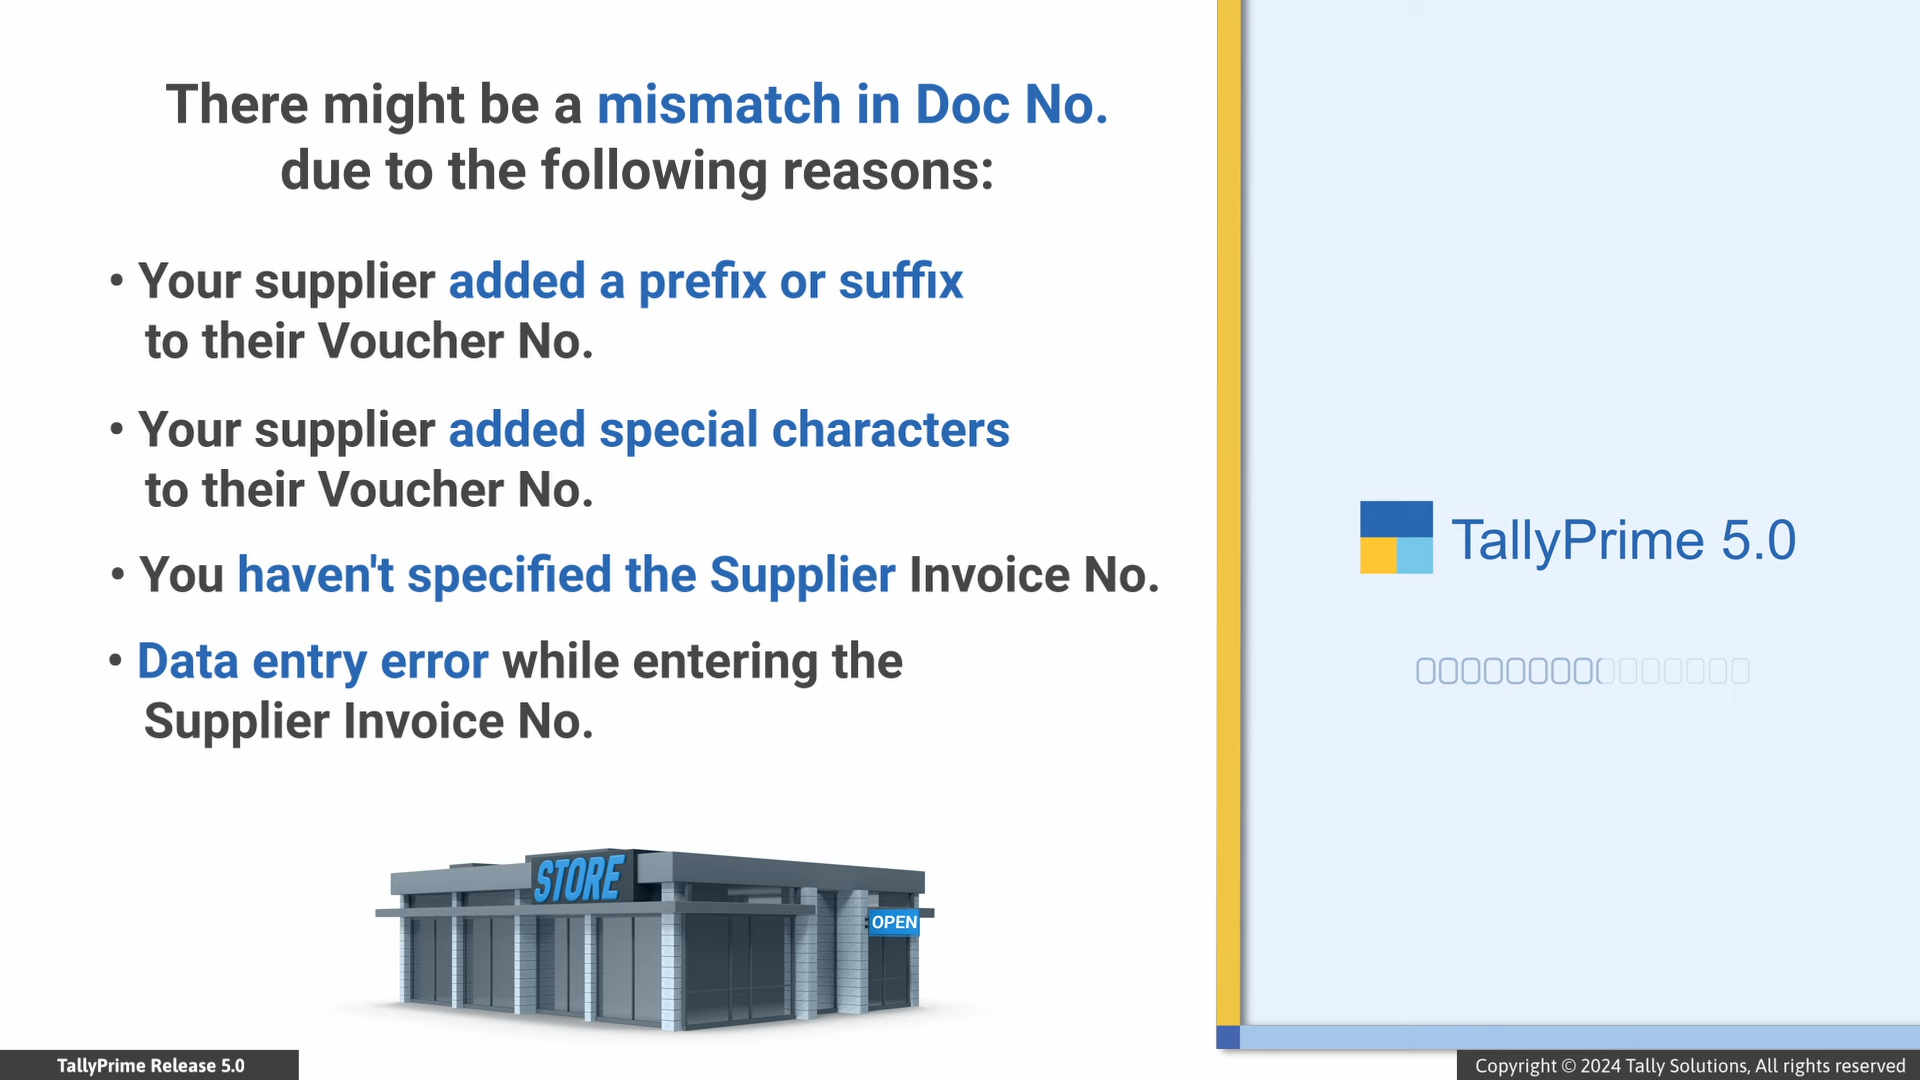 There might be a mismatch in Doc No.
due to the following reasons:
• Your supplier added a prefix or suffix
to their Voucher No.
• Your supplier added special characters
to their Voucher No.
• You haven't specified the Supplier Invoice No.
• Data entry error while entering the
Supplier Invoice No.
STORE
OPEN
TallyPrime 5.0
TallyPrime Release 5.0
Copyright © 2024 Tally Solutions, All rights reserved